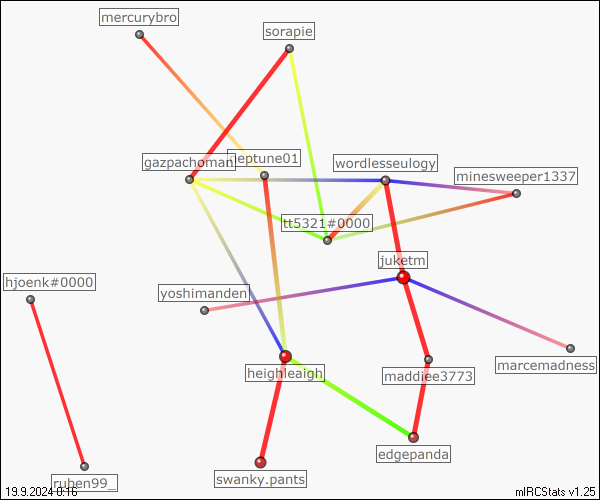 mercurybro
sorapie
gazpachoman
neptune01
wordlesseulogy
minesweeper1337
tt5321#0000
juketm
hjoenk#0000
yoshimanden
marcemadness
heighleaigh
maddiee3773
edgepanda
swanky.pants
ruben99_
19.9.2024 0:16
mIRCStats v1.25